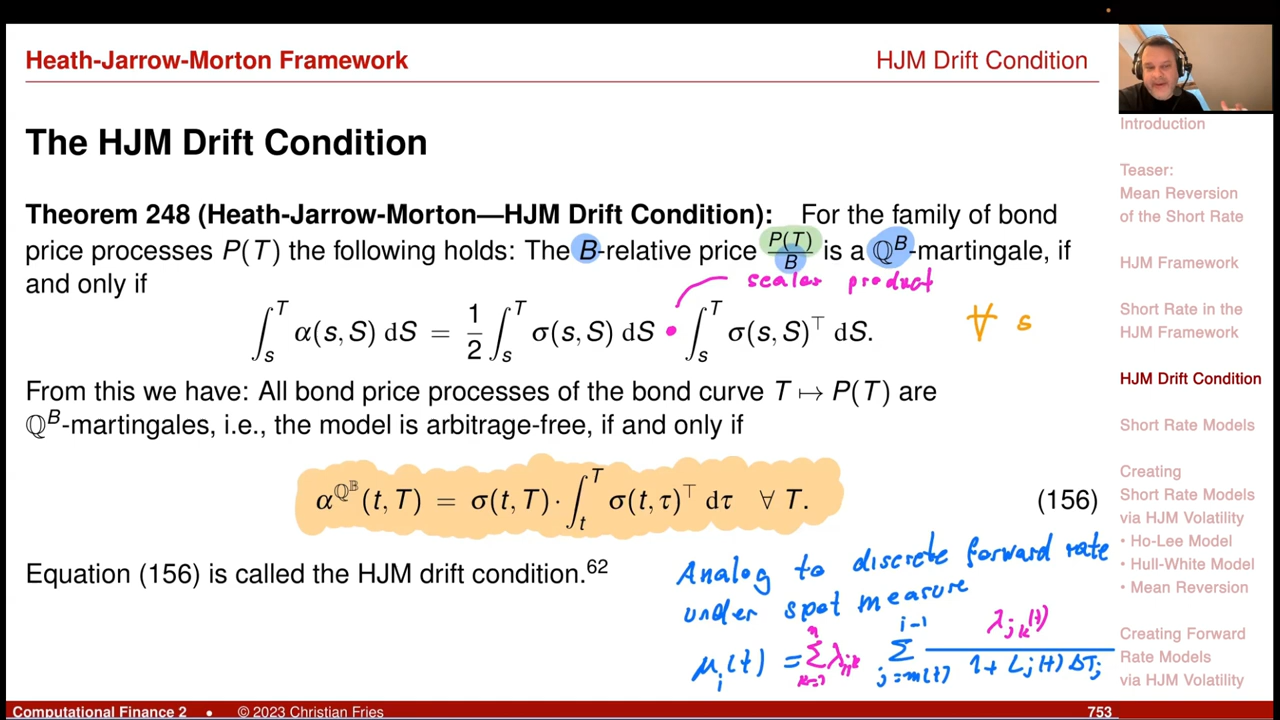 Heath-Jarrow-Morton Framework
HJM Drift Condition
The HJM Drift Condition
Theorem 248 (Heath-Jarrow-Morton—HJM Drift Condition): For the family of bond
price processes P(T) the following holds: The B-relative price P(T)/B is a ℚ^B-martingale, if
scalar product
and only if
∫_s^T α(s, S) dS = 1/2 ∫_s^T σ(s, S) dS • ∫_s^T σ(s, S)^⊤ dS. ∀ s
From this we have: All bond price processes of the bond curve T ↦ P(T) are
ℚ^B-martingales, i.e., the model is arbitrage-free, if and only if
α^{ℚ^𝔹}(t, T) = σ(t, T) · ∫_t^T σ(t, τ)^⊤ dτ ∀ T. (156)
Equation (156) is called the HJM drift condition.^62
Analog to discrete forward rate
under spot measure
μ_i(t) = Σ λ_ik Σ_{j=m(t)}^{i-1} λ_jk(t) / 1 + L_j(t) ΔT_j
Introduction
Teaser:
Mean Reversion
of the Short Rate
HJM Framework
Short Rate in the
HJM Framework
HJM Drift Condition
Short Rate Models
Creating
Short Rate Models
via HJM Volatility
• Ho-Lee Model
• Hull-White Model
• Mean Reversion
Creating Forward
Rate Models
via HJM Volatility
Computational Finance 2 • © 2023 Christian Fries
753